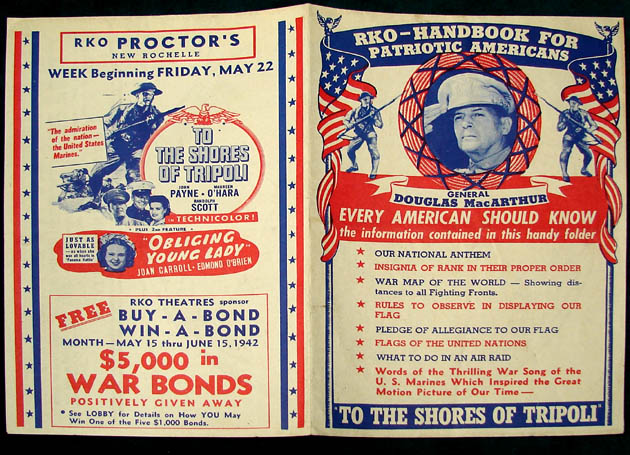 RKO PROCTOR'S
NEW ROCHELLE
WEEK Beginning FRIDAY, MAY 22
"The admiration
of the nation—
the United States
Marines."
TO
THE SHORES
OF TRIPOLI
JOHN MAUREEN
PAYNE • O'HARA
RANDOLPH
SCOTT
in TECHNICOLOR!
PLUS 2nd FEATURE
JUST AS
LOVABLE
"OBLIGING
YOUNG LADY"
JOAN CARROLL • EDMOND O'BRIEN
RKO THEATRES sponsor
FREE
BUY-A-BOND
WIN-A-BOND
MONTH—MAY 15 thru JUNE 15, 1942
$5,000 in
WAR BONDS
POSITIVELY GIVEN AWAY
* See LOBBY for Details on How YOU May
Win One of the Five $1,000 Bonds.
RKO-HANDBOOK FOR
PATRIOTIC AMERICANS
GENERAL
DOUGLAS MacARTHUR
EVERY AMERICAN SHOULD KNOW
the information contained in this handy folder
★ OUR NATIONAL ANTHEM
★ INSIGNIA OF RANK IN THEIR PROPER ORDER
★ WAR MAP OF THE WORLD — Showing dis-
tances to all Fighting Fronts.
★ RULES TO OBSERVE IN DISPLAYING OUR
FLAG
★ PLEDGE OF ALLEGIANCE TO OUR FLAG
★ FLAGS OF THE UNITED NATIONS
★ WHAT TO DO IN AN AIR RAID
★ Words of the Thrilling War Song of the
U. S. Marines Which Inspired the Great
Motion Picture of Our Time —
"TO THE SHORES OF TRIPOLI"